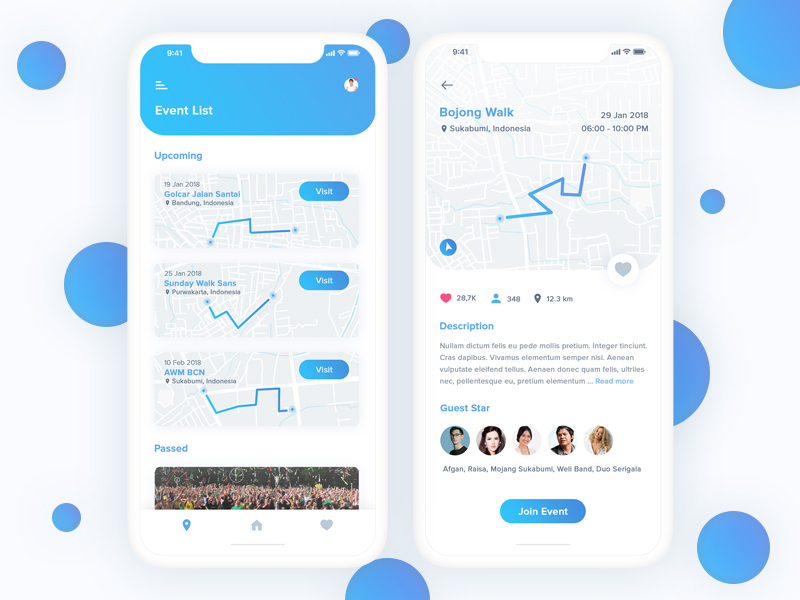 9:41
Event List
Upcoming
19 Jan 2018
Golcar Jalan Santai
Bandung, Indonesia
Visit
25 Jan 2018
Sunday Walk Sans
Purwakarta, Indonesia
Visit
10 Feb 2018
AWM BCN
Sukabumi, Indonesia
Visit
Passed
9:41
Bojong Walk
29 Jan 2018
Sukabumi, Indonesia
06:00 - 10:00 PM
28,7K
348
12.3 km
Description
Nullam dictum felis eu pede mollis pretium. Integer tincidunt.
Cras dapibus. Vivamus elementum semper nisi. Aenean
vulputate eleifend tellus. Aenaen donec quam felis, ultriies
nec, pellentesque eu, pretium elementum ... Read more
Guest Star
Afgan, Raisa, Mojang Sukabumi, Weli Band, Duo Serigala
Join Event